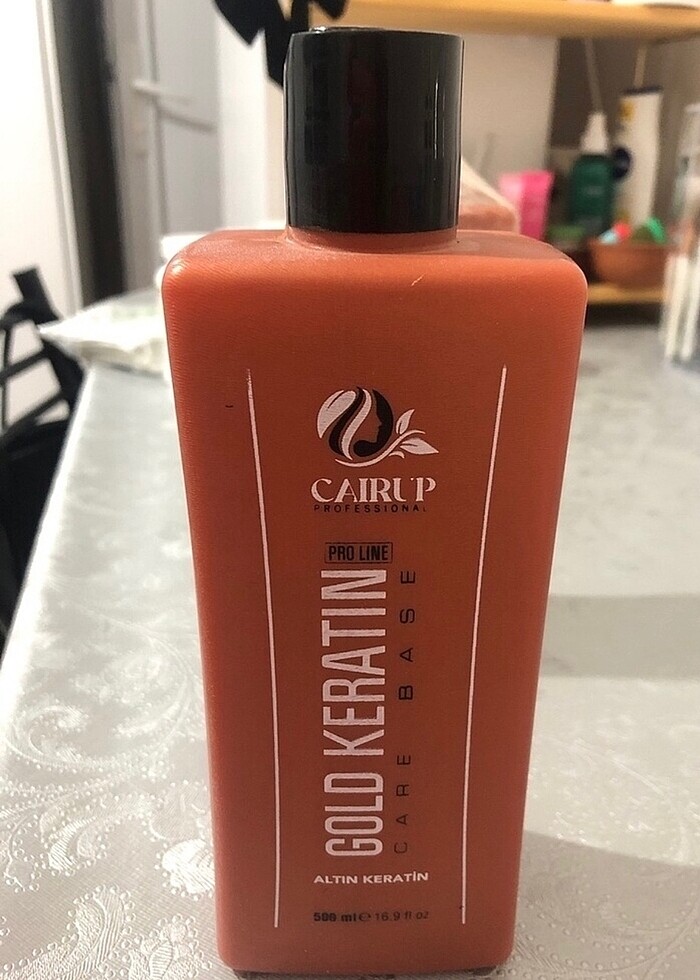 CAIRUP
PROFESSIONAL
PRO LINE
GOLD KERATIN
CARE BASE
ALTIN KERATİN
500 ml ℮ 16.9 fl oz